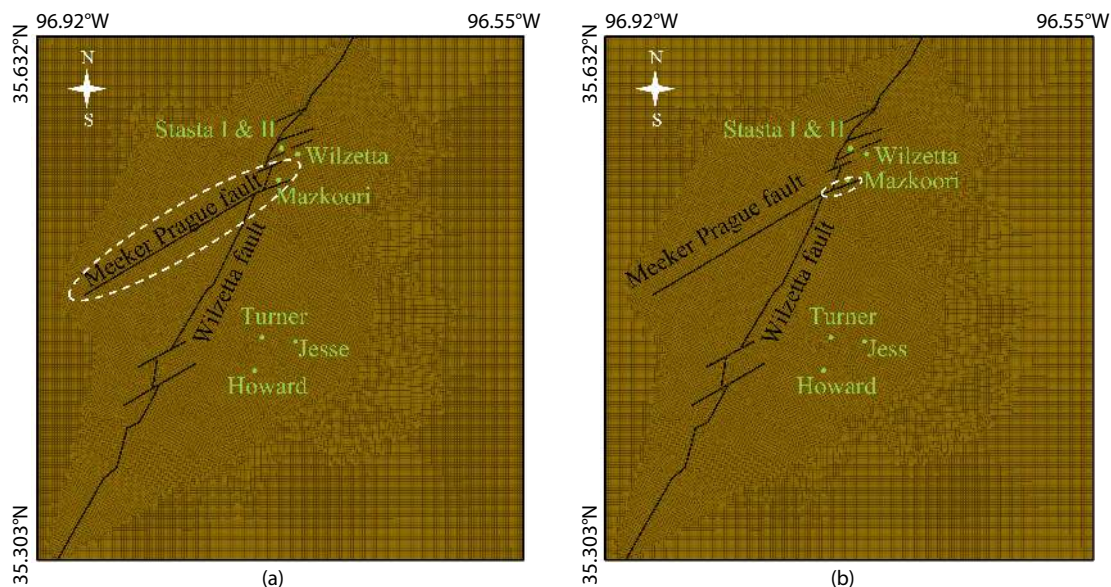 96.92°W
96.55°W
35.632°N
N
S
Stasta I & II
Wilzetta
Mazkoori
Meeker Prague fault
Wilzetta fault
Turner
Jesse
Howard
35.303°N
(a)
96.92°W
96.55°W
35.632°N
N
S
Stasta I & II
Wilzetta
Mazkoori
Meeker Prague fault
Wilzetta fault
Turner
Jess
Howard
35.303°N
(b)